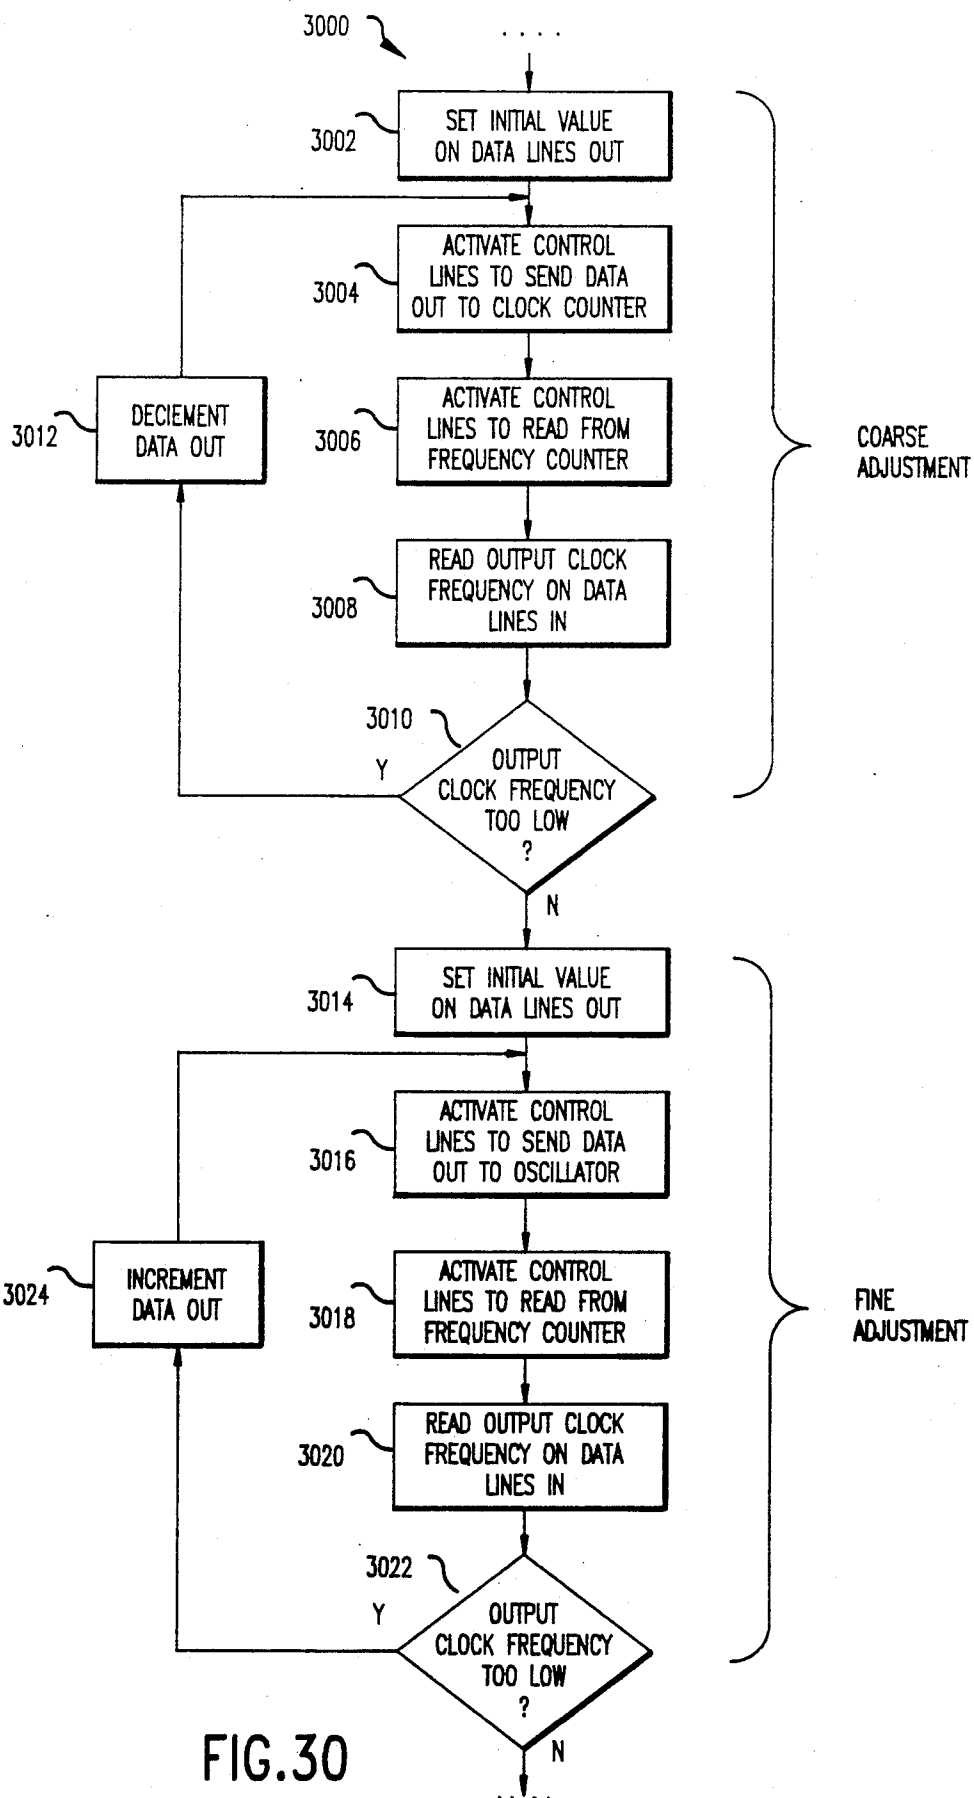 3000
. . . .
3002
SET INITIAL VALUE
ON DATA LINES OUT
3004
ACTIVATE CONTROL
LINES TO SEND DATA
OUT TO CLOCK COUNTER
3012
DECIEMENT
DATA OUT
3006
ACTIVATE CONTROL
LINES TO READ FROM
FREQUENCY COUNTER
COARSE
ADJUSTMENT
3008
READ OUTPUT CLOCK
FREQUENCY ON DATA
LINES IN
3010
Y
OUTPUT
CLOCK FREQUENCY
TOO LOW
?
N
3014
SET INITIAL VALUE
ON DATA LINES OUT
3016
ACTIVATE CONTROL
LINES TO SEND DATA
OUT TO OSCILLATOR
3024
INCREMENT
DATA OUT
3018
ACTIVATE CONTROL
LINES TO READ FROM
FREQUENCY COUNTER
FINE
ADJUSTMENT
3020
READ OUTPUT CLOCK
FREQUENCY ON DATA
LINES IN
3022
Y
OUTPUT
CLOCK FREQUENCY
TOO LOW
?
N
FIG.30